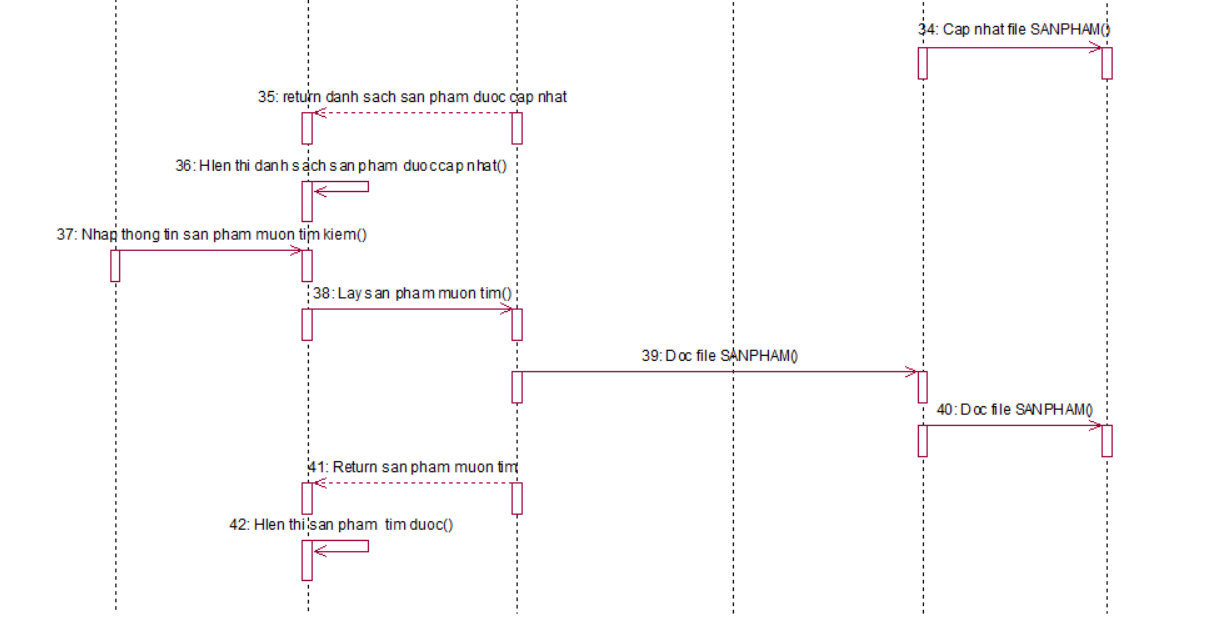 34: Cap nhat file SANPHAM()
35: return danh sach san pham duoc cap nhat
36: HIen thi danh sach san pham duoc cap nhat()
37: Nhap thong tin san pham muon tim kiem()
38: Lay san pham muon tim()
39: Doc file SANPHAM()
40: Doc file SANPHAM()
41: Return san pham muon tim
42: HIen thi san pham tim duoc()